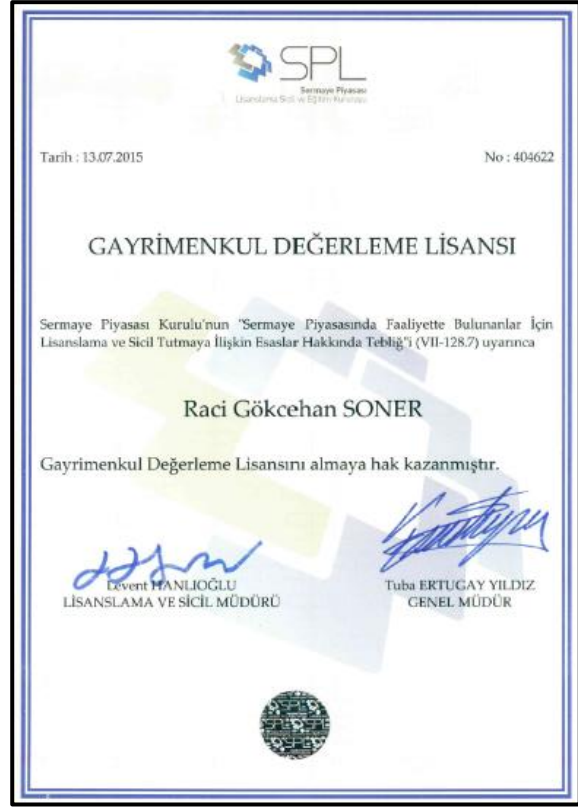 SPL
Sermaye Piyasası
Lisanslama Sicil ve Eğitim Kuruluşu
Tarih : 13.07.2015
No : 404622
GAYRİMENKUL DEĞERLEME LİSANSI
Sermaye Piyasası Kurulu'nun "Sermaye Piyasasında Faaliyette Bulunanlar İçin
Lisanslama ve Sicil Tutmaya İlişkin Esaslar Hakkında Tebliğ"i (VII-128.7) uyarınca
Raci Gökcehan SONER
Gayrimenkul Değerleme Lisansını almaya hak kazanmıştır.
Levent HANLIOĞLU
LİSANSLAMA VE SİCİL MÜDÜRÜ
Tuba ERTUGAY YILDIZ
GENEL MÜDÜR